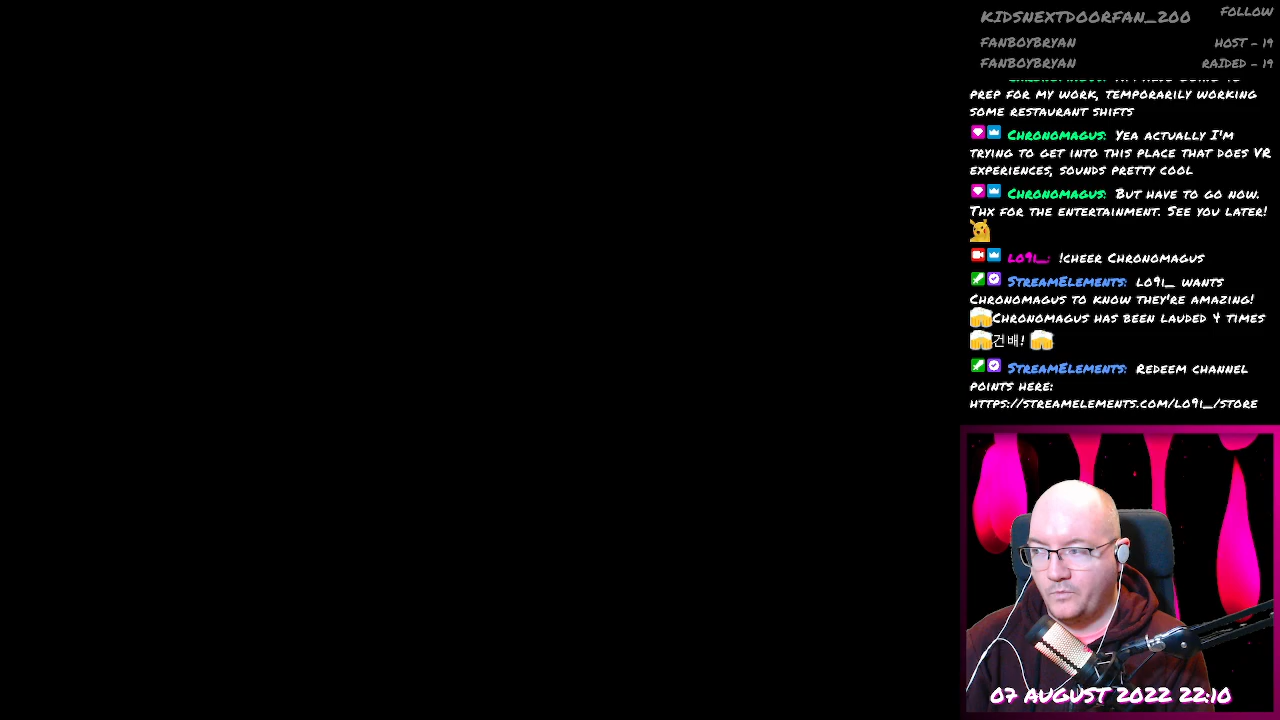 KIDSNEXTDOORFAN_200 FOLLOW
FANBOYBRYAN HOST - 19
FANBOYBRYAN RAIDED - 19
PREP FOR MY WORK, TEMPORARILY WORKING
SOME RESTAURANT SHIFTS
CHRONOMAGUS: YEA ACTUALLY I'M
TRYING TO GET INTO THIS PLACE THAT DOES VR
EXPERIENCES, SOUNDS PRETTY COOL
CHRONOMAGUS: BUT HAVE TO GO NOW.
THX FOR THE ENTERTAINMENT. SEE YOU LATER!
LO9I_: !CHEER CHRONOMAGUS
STREAMELEMENTS: LO9I_ WANTS
CHRONOMAGUS TO KNOW THEY'RE AMAZING!
CHRONOMAGUS HAS BEEN LAUDED 4 TIMES
건배!
STREAMELEMENTS: REDEEM CHANNEL
POINTS HERE:
HTTPS://STREAMELEMENTS.COM/LO9I_/STORE
07 AUGUST 2022 22:10